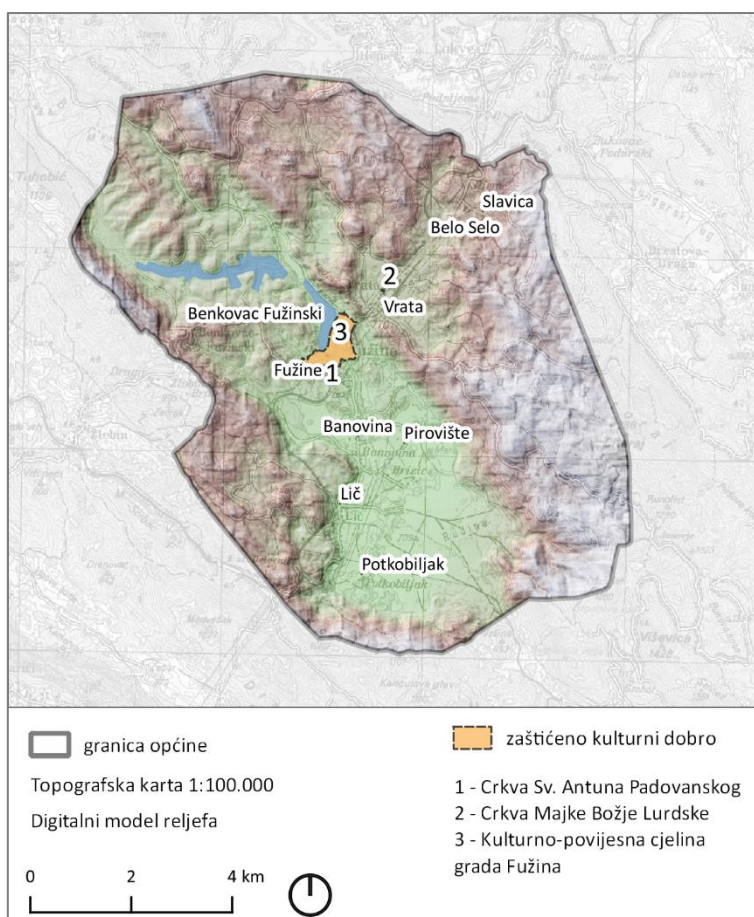 Slavica
Belo Selo
2
Vrata
Benkovac Fužinski
3
Fužine
1
Banovina
Pirovište
Lič
Potkobiljak
granica općine
Topografska karta 1:100.000
Digitalni model reljefa
0 2 4 km
zaštićeno kulturni dobro
1 - Crkva Sv. Antuna Padovanskog
2 - Crkva Majke Božje Lurdske
3 - Kulturno-povijesna cjelina
grada Fužina